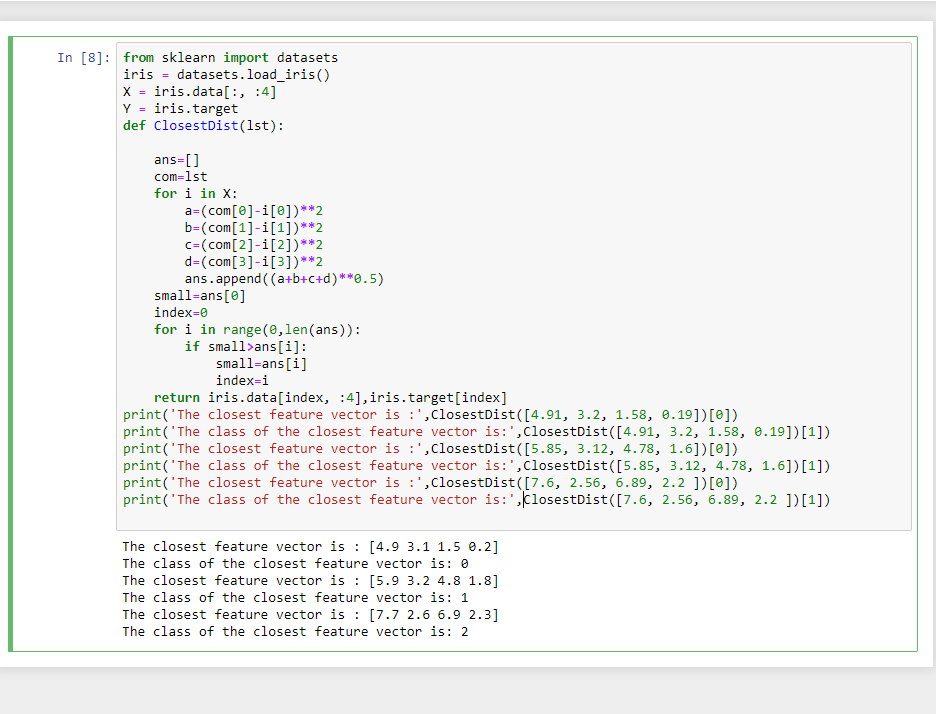 In [8]:
from sklearn import datasets
iris = datasets.load_iris()
X = iris.data[:, :4]
Y = iris.target
def ClosestDist(lst):
    ans=[]
    com=lst
    for i in X:
        a=(com[0]-i[0])**2
        b=(com[1]-i[1])**2
        c=(com[2]-i[2])**2
        d=(com[3]-i[3])**2
        ans.append((a+b+c+d)**0.5)
    small=ans[0]
    index=0
    for i in range(0,len(ans)):
        if small>ans[i]:
            small=ans[i]
            index=i
    return iris.data[index, :4],iris.target[index]
print('The closest feature vector is :',ClosestDist([4.91, 3.2, 1.58, 0.19])[0])
print('The class of the closest feature vector is:',ClosestDist([4.91, 3.2, 1.58, 0.19])[1])
print('The closest feature vector is :',ClosestDist([5.85, 3.12, 4.78, 1.6])[0])
print('The class of the closest feature vector is:',ClosestDist([5.85, 3.12, 4.78, 1.6])[1])
print('The closest feature vector is :',ClosestDist([7.6, 2.56, 6.89, 2.2 ])[0])
print('The class of the closest feature vector is:',ClosestDist([7.6, 2.56, 6.89, 2.2 ])[1])
The closest feature vector is : [4.9 3.1 1.5 0.2]
The class of the closest feature vector is: 0
The closest feature vector is : [5.9 3.2 4.8 1.8]
The class of the closest feature vector is: 1
The closest feature vector is : [7.7 2.6 6.9 2.3]
The class of the closest feature vector is: 2